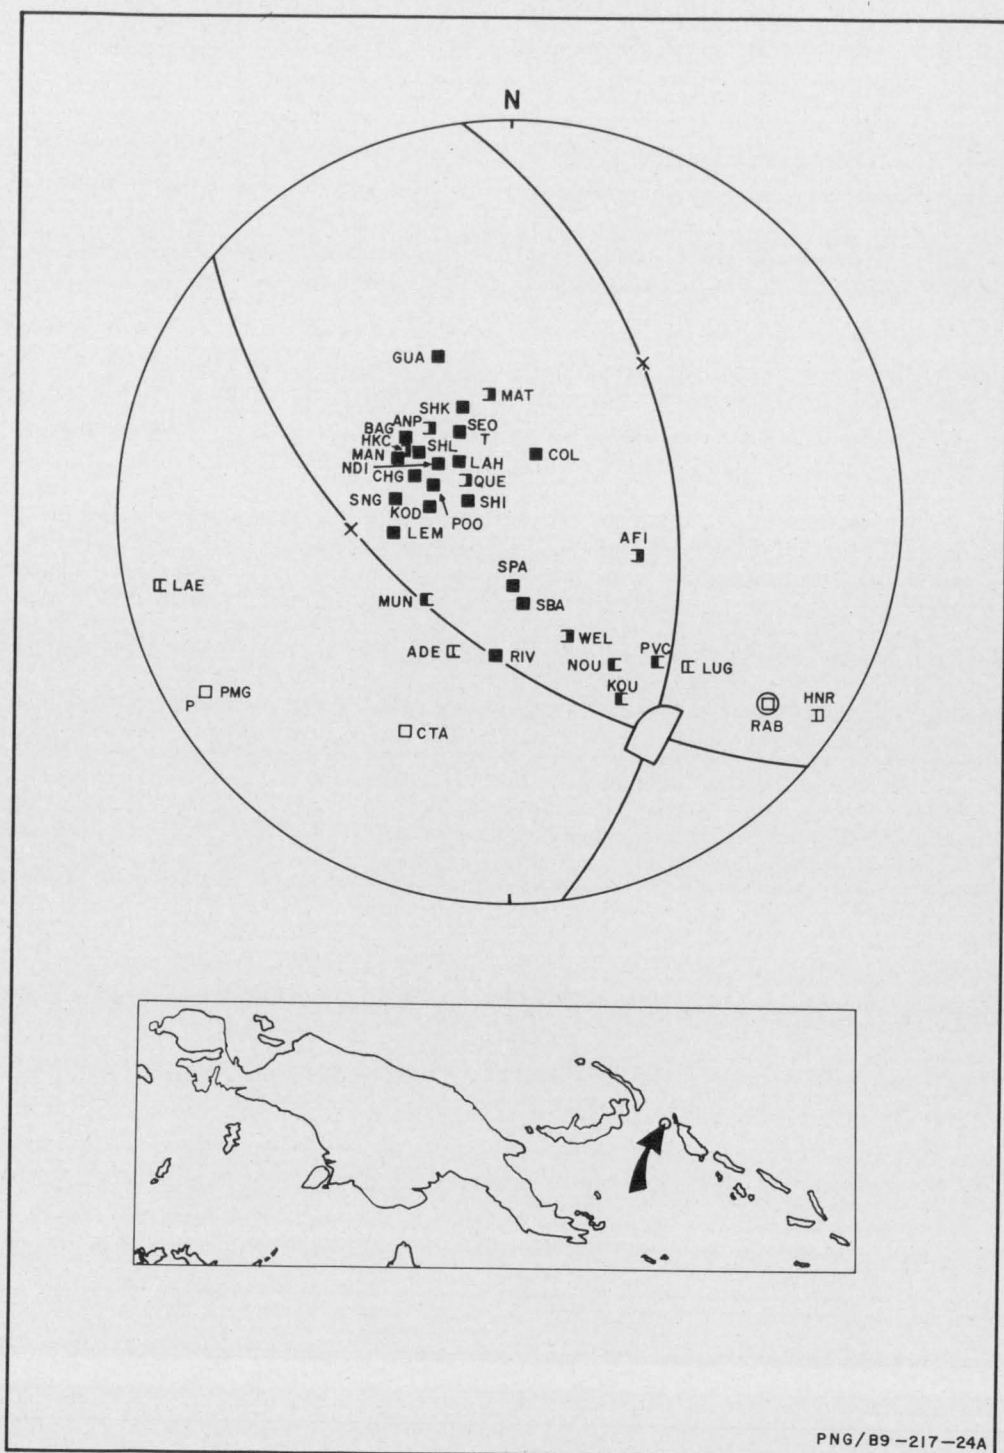 N
GUA
MAT
SHK
ANP
SEO
BAG
T
HKC
SHL
COL
MAN
NDI
LAH
CHG
QUE
SNG
SHI
KOD
POO
LEM
AFI
SPA
LAE
MUN
SBA
WEL
ADE
RIV
NOU
PVC
LUG
PMG
P
KOU
HNR
RAB
CTA
PNG/B9-217-24A